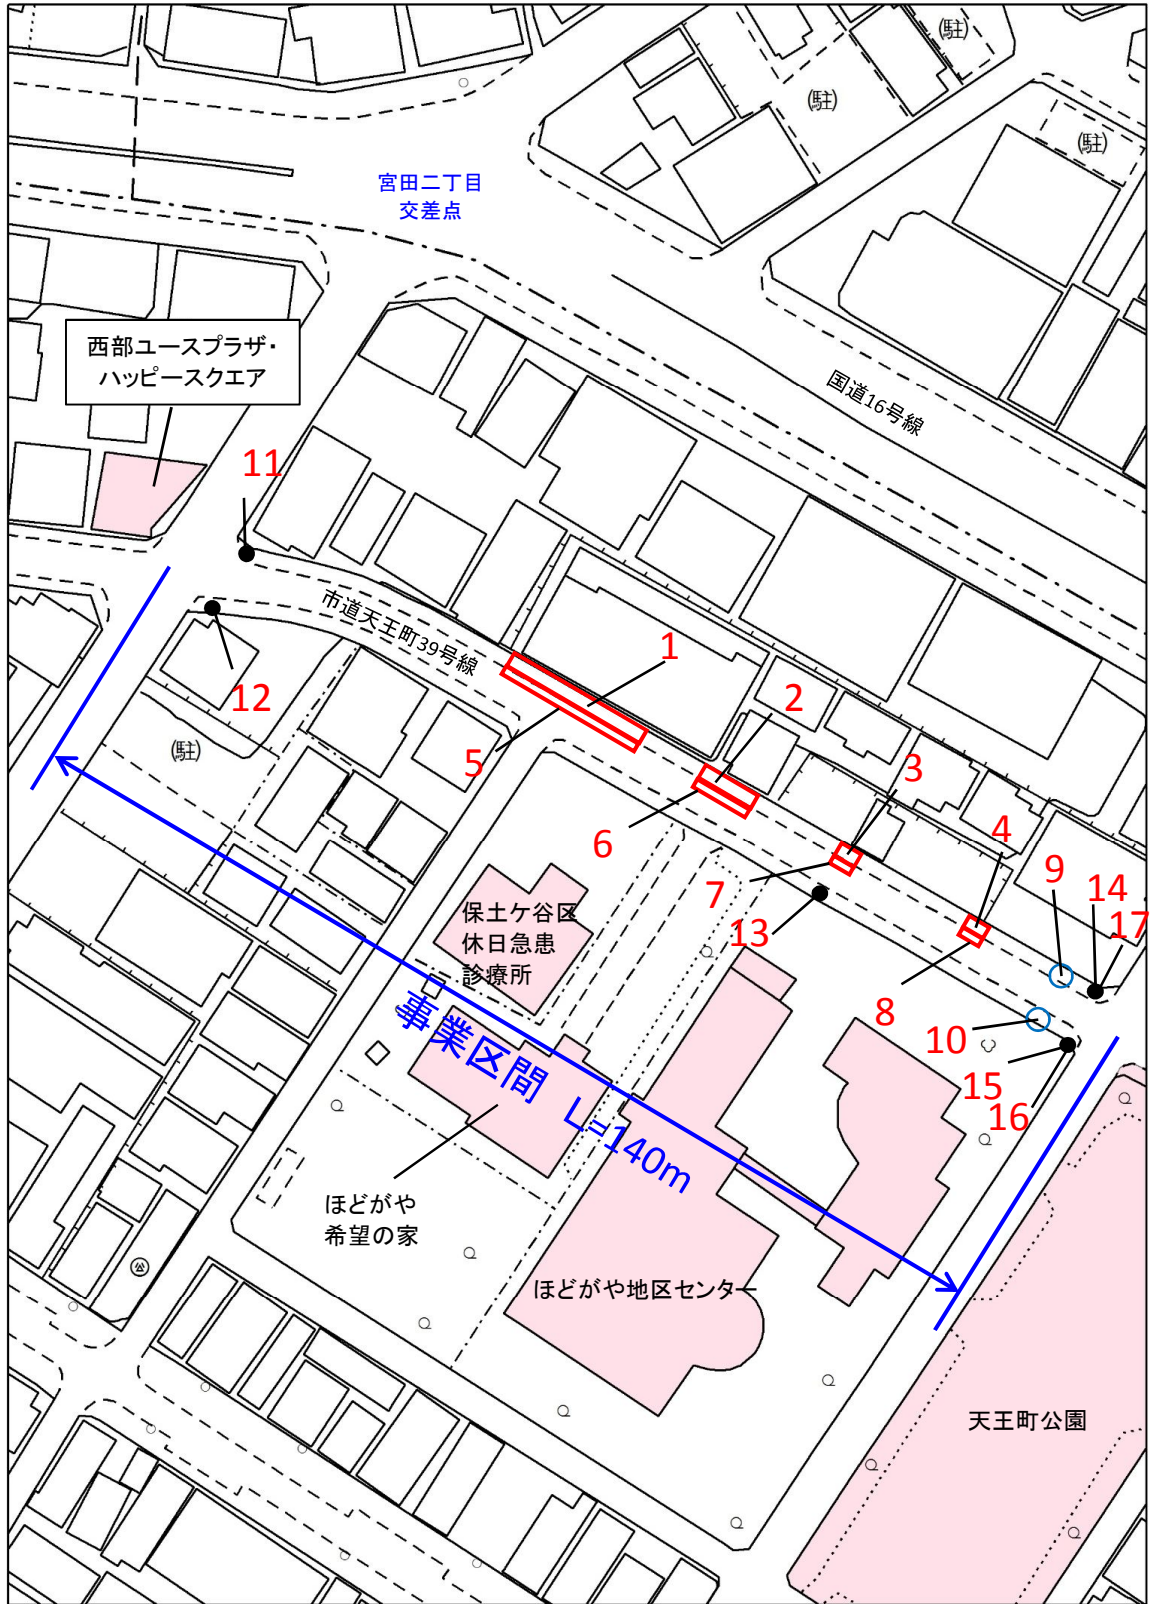 (駐)
(駐)
(駐)
宮田二丁目
交差点
西部ユースプラザ・
ハッピースクエア
国道16号線
11
市道天王町39号線
1
12
2
(駐)
5
3
6
4
7
9
14
13
17
保土ケ谷区
休日急患
診療所
8
10
15
16
事業区間 L=140m
ほどがや
希望の家
ほどがや地区センター
公
天王町公園